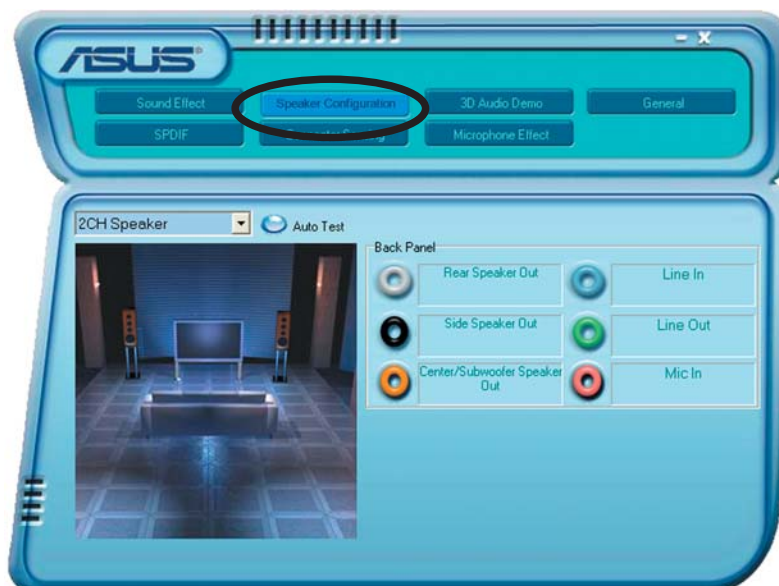 ASUS
- X
Sound Effect
Speaker Configuration
3D Audio Demo
General
SPDIF
Microphone Effect
2CH Speaker
Auto Test
Back Panel
Rear Speaker Out
Line In
Side Speaker Out
Line Out
Center/Subwoofer Speaker
Out
Mic In